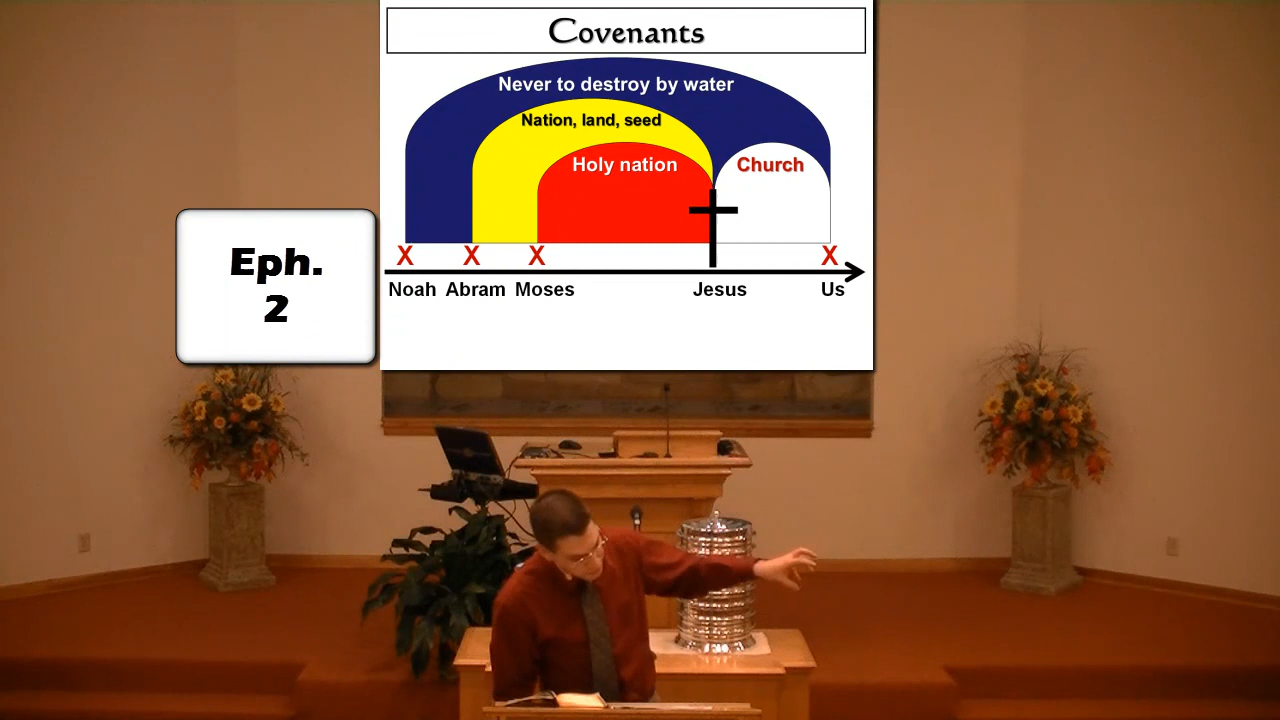 Covenants
Never to destroy by water
Nation, land, seed
Holy nation
Church
X X X X
Noah Abram Moses Jesus Us
Eph.
2